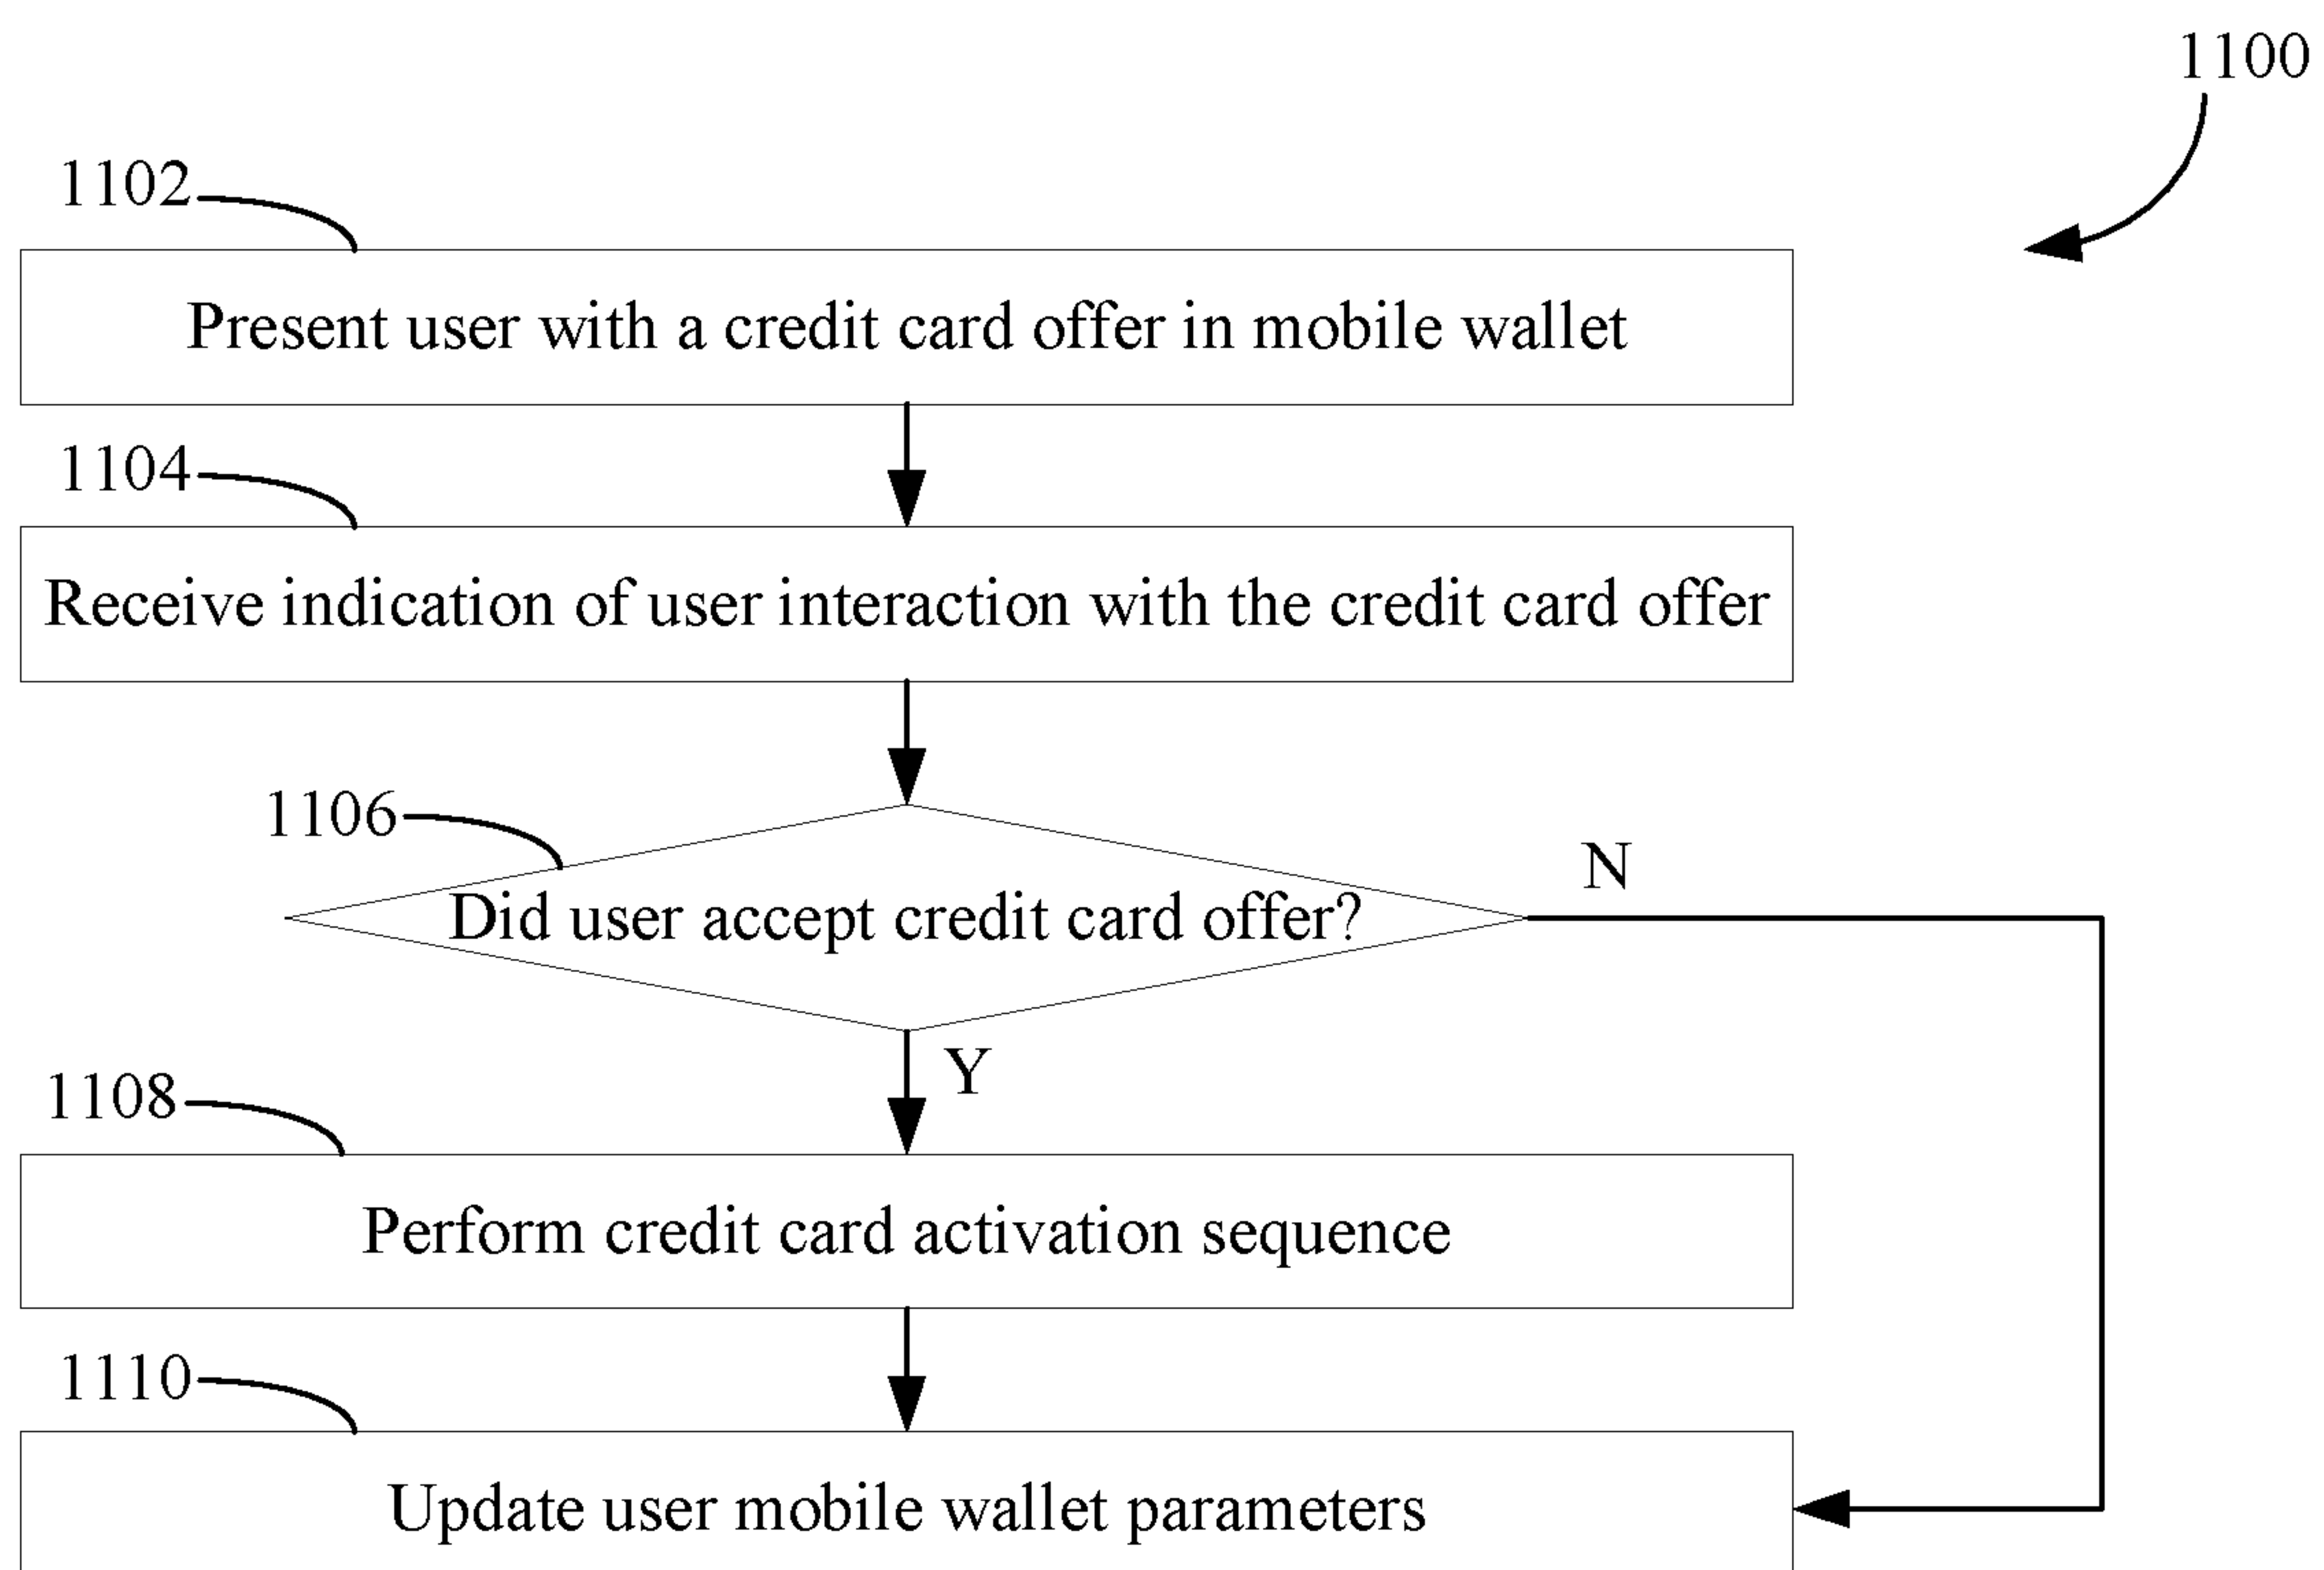 1100
1102
Present user with a credit card offer in mobile wallet
1104
Receive indication of user interaction with the credit card offer
1106
N
Did user accept credit card offer?
Y
1108
Perform credit card activation sequence
1110
Update user mobile wallet parameters